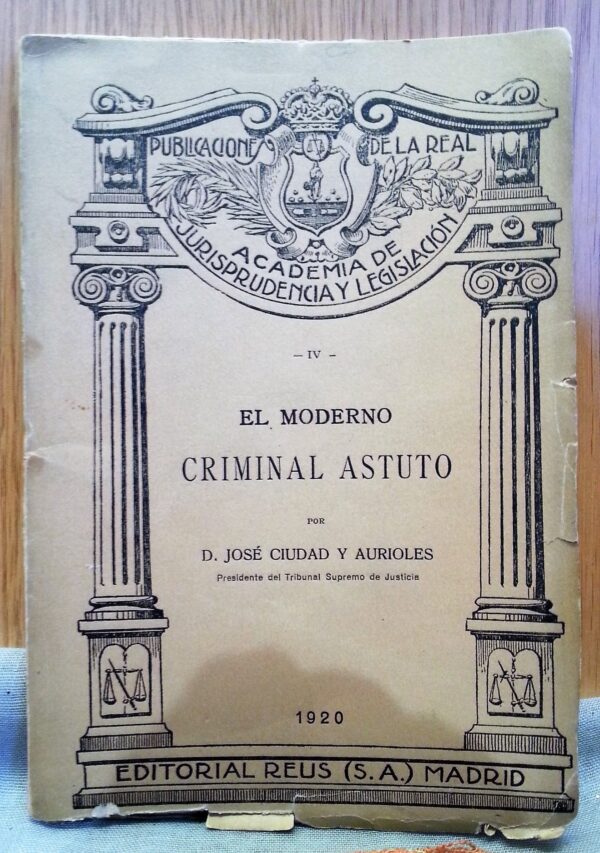 PUBLICACIONES DE LA REAL
ACADEMIA DE
JURISPRUDENCIA Y LEGISLACIÓN
– IV –
EL MODERNO
CRIMINAL ASTUTO
POR
D. JOSÉ CIUDAD Y AURIOLES
Presidente del Tribunal Supremo de Justicia
1920
EDITORIAL REUS (S.A.) MADRID